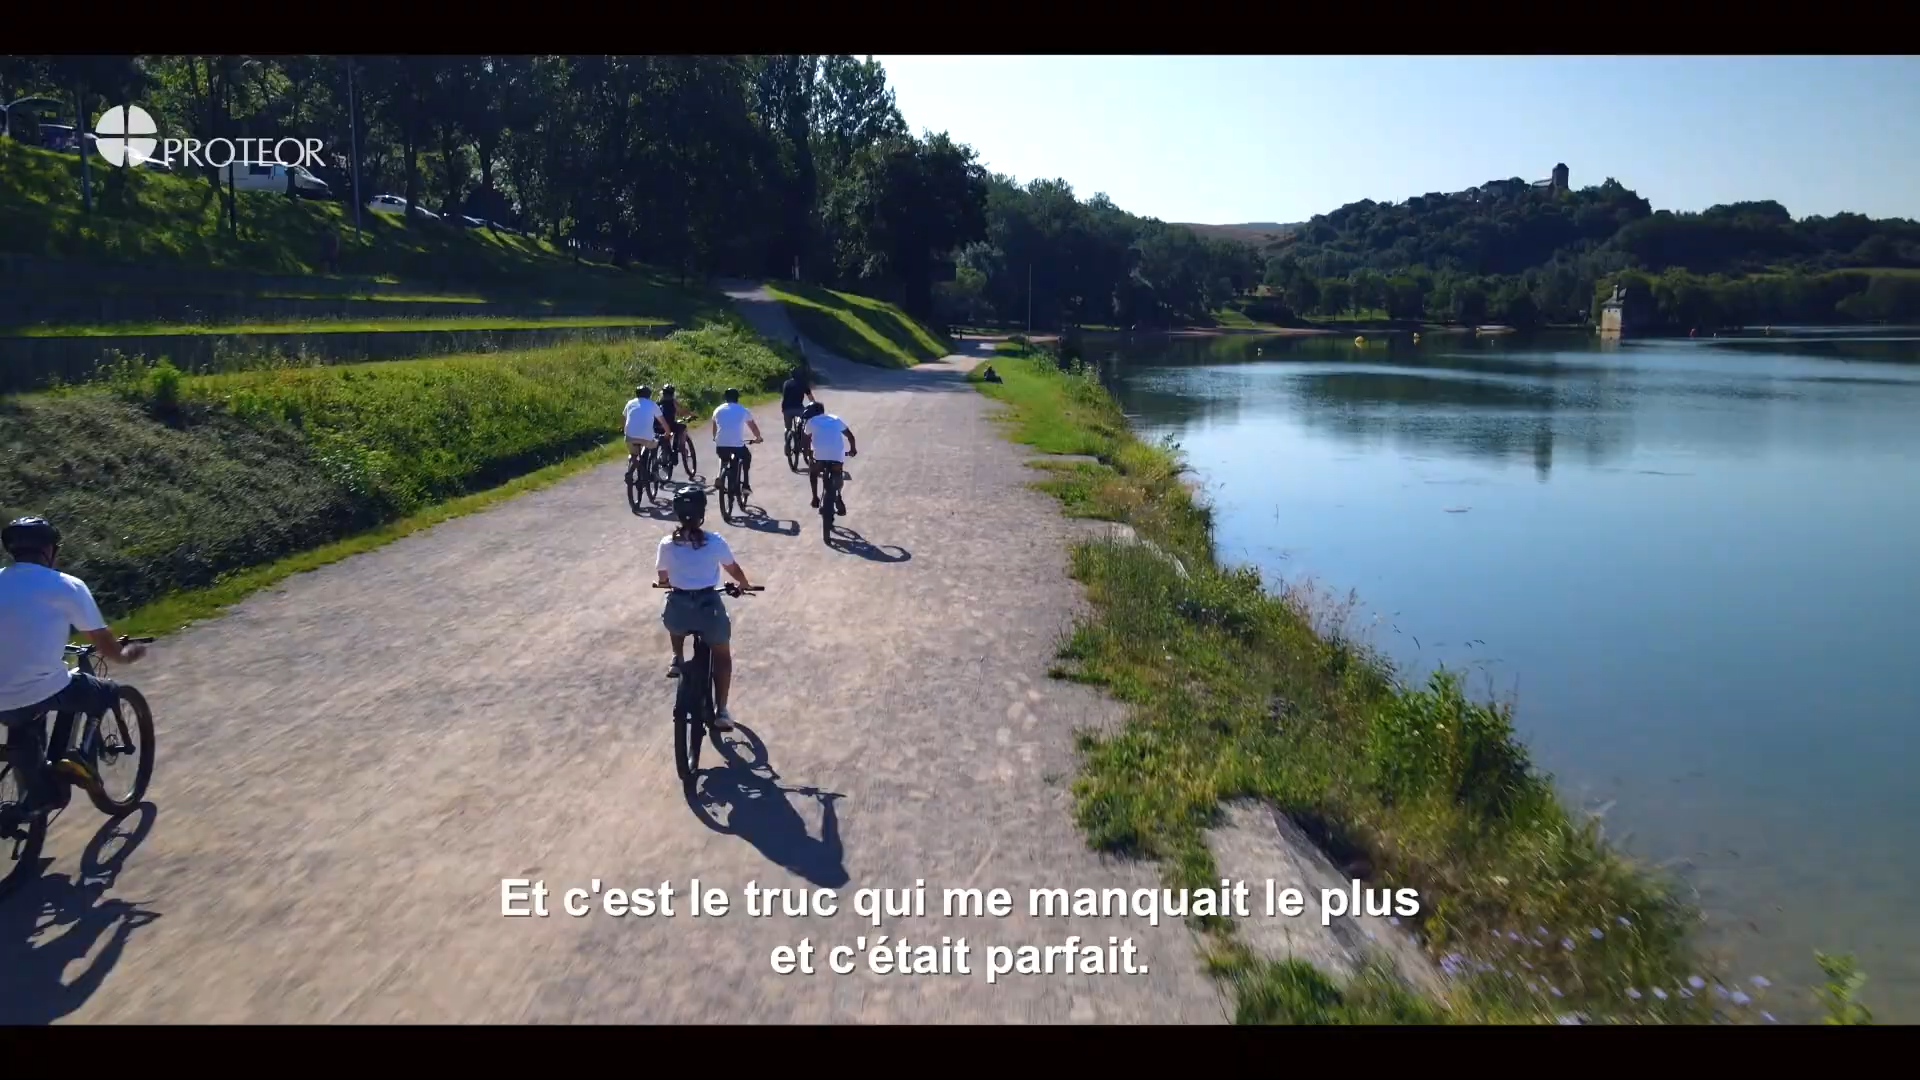 PROTEOR
Et c'est le truc qui me manquait le plus
et c'était parfait.